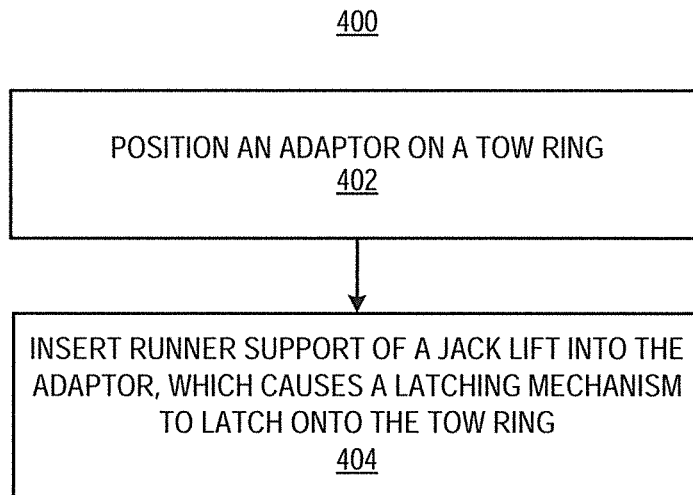 400
POSITION AN ADAPTOR ON A TOW RING
402
INSERT RUNNER SUPPORT OF A JACK LIFT INTO THE
ADAPTOR, WHICH CAUSES A LATCHING MECHANISM
TO LATCH ONTO THE TOW RING
404